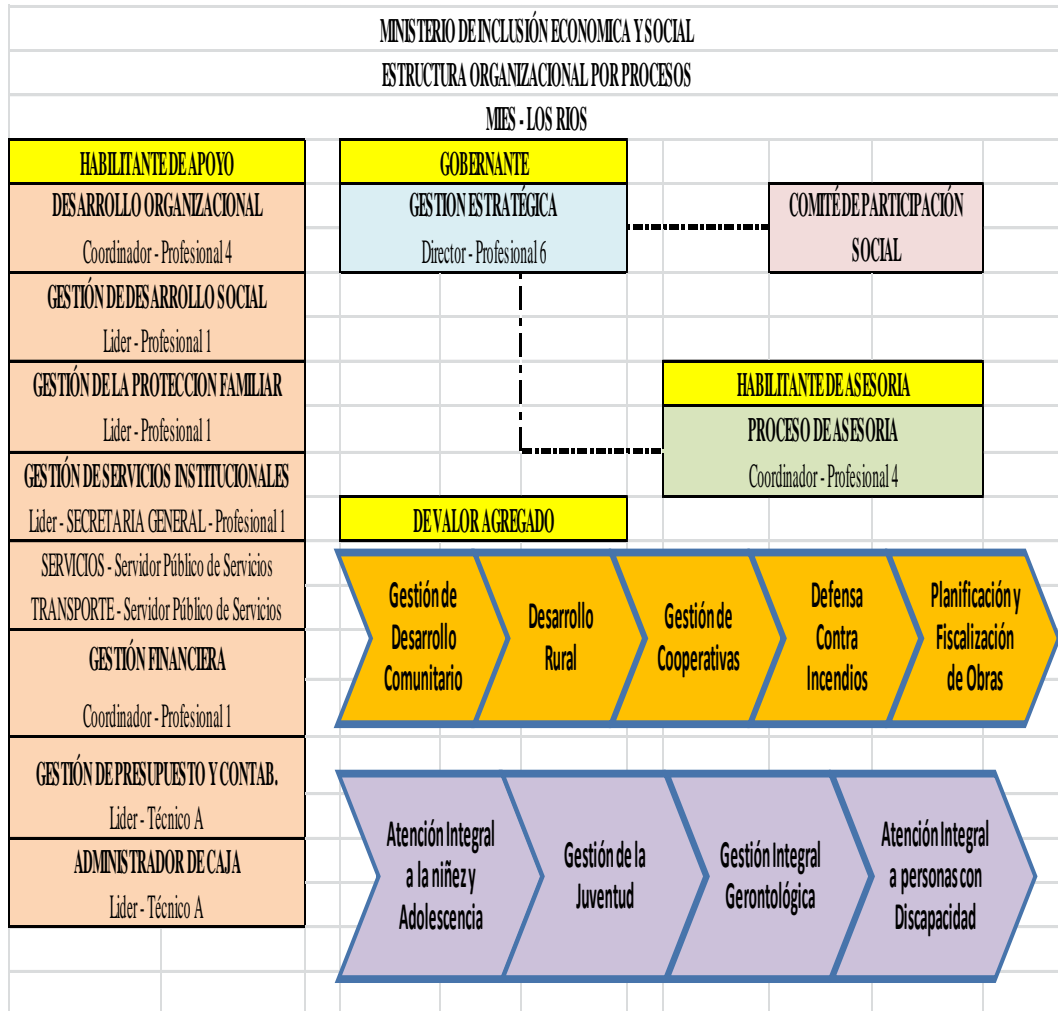 MINISTERIO DE INCLUSIÓN ECONOMICA Y SOCIAL
ESTRUCTURA ORGANIZACIONAL POR PROCESOS
MIES - LOS RIOS
HABILITANTE DE APOYO
DESARROLLO ORGANIZACIONAL
Coordinador - Profesional 4
GESTIÓN DE DESARROLLO SOCIAL
Lider - Profesional 1
GESTIÓN DE LA PROTECCION FAMILIAR
Lider - Profesional 1
GESTIÓN DE SERVICIOS INSTITUCIONALES
Lider - SECRETARIA GENERAL - Profesional 1
SERVICIOS - Servidor Público de Servicios
TRANSPORTE - Servidor Público de Servicios
GESTIÓN FINANCIERA
Coordinador - Profesional 1
GESTIÓN DE PRESUPUESTO Y CONTAB.
Lider - Técnico A
ADMINISTRADOR DE CAJA
Lider - Técnico A
GOBERNANTE
GESTION ESTRATÉGICA
Director - Profesional 6
COMITÉ DE PARTICIPACIÓN
SOCIAL
HABILITANTE DE ASESORIA
PROCESO DE ASESORIA
Coordinador - Profesional 4
DE VALOR AGREGADO
Gestión de
Desarrollo
Comunitario
Desarrollo
Rural
Gestión de
Cooperativas
Defensa
Contra
Incendios
Planificación y
Fiscalización
de Obras
Atención Integral
a la niñez y
Adolescencia
Gestión de la
Juventud
Gestión Integral
Gerontológica
Atención Integral
a personas con
Discapacidad